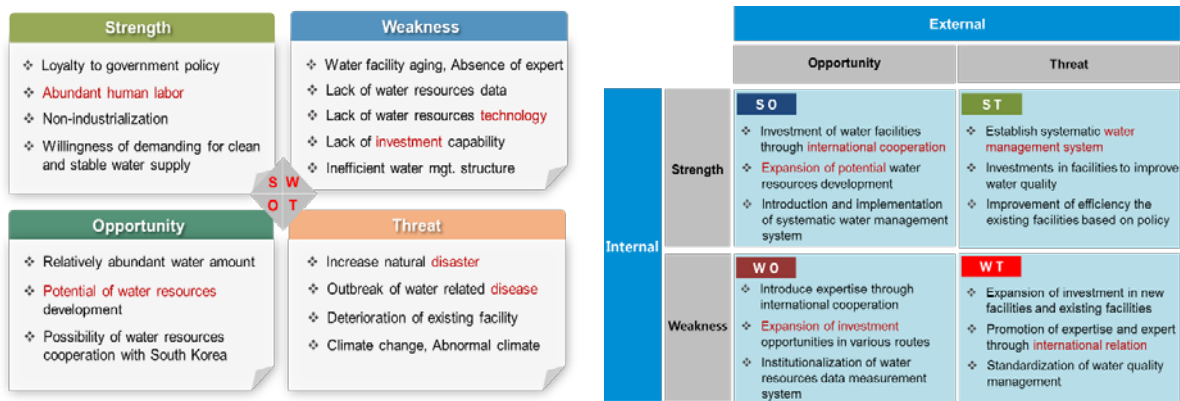 Strength
❖ Loyalty to government policy
❖ Abundant human labor
❖ Non-industrialization
❖ Willingness of demanding for clean
and stable water supply
Weakness
❖ Water facility aging, Absence of expert
❖ Lack of water resources data
❖ Lack of water resources technology
❖ Lack of investment capability
❖ Inefficient water mgt. structure
S W
O T
Opportunity
❖ Relatively abundant water amount
❖ Potential of water resources
development
❖ Possibility of water resources
cooperation with South Korea
Threat
❖ Increase natural disaster
❖ Outbreak of water related disease
❖ Deterioration of existing facility
❖ Climate change, Abnormal climate
External
Opportunity
Threat
Internal
Strength
S O
❖ Investment of water facilities
through international cooperation
❖ Expansion of potential water
resources development
❖ Introduction and implementation
of systematic water management
system
S T
❖ Establish systematic water
management system
❖ Investments in facilities to improve
water quality
❖ Improvement of efficiency the
existing facilities based on policy
Weakness
W O
❖ Introduce expertise through
international cooperation
❖ Expansion of investment
opportunities in various routes
❖ Institutionalization of water
resources data measurement
system
W T
❖ Expansion of investment in new
facilities and existing facilities
❖ Promotion of expertise and expert
through international relation
❖ Standardization of water quality
management